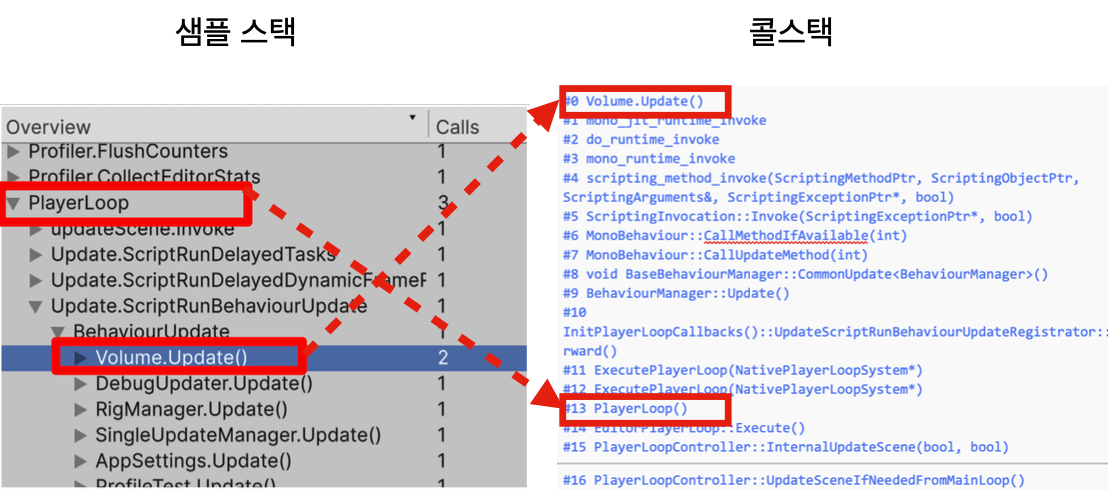 샘플 스택
콜스택
Overview
Calls
Profiler.FlushCounters 1
Profiler.CollectEditorStats 1
PlayerLoop 3
updateScene.Invoke 1
Update.ScriptRunDelayedTasks 1
Update.ScriptRunDelayedDynamicFrameR 1
Update.ScriptRunBehaviourUpdate 1
BehaviourUpdate 1
Volume.Update() 2
DebugUpdater.Update() 1
RigManager.Update() 1
SingleUpdateManager.Update() 1
AppSettings.Update() 1
ProfileTest.Update() 1
#0 Volume.Update()
#1 mono_jit_runtime_invoke
#2 do_runtime_invoke
#3 mono_runtime_invoke
#4 scripting_method_invoke(ScriptingMethodPtr, ScriptingObjectPtr,
ScriptingArguments&, ScriptingExceptionPtr*, bool)
#5 ScriptingInvocation::Invoke(ScriptingExceptionPtr*, bool)
#6 MonoBehaviour::CallMethodIfAvailable(int)
#7 MonoBehaviour::CallUpdateMethod(int)
#8 void BaseBehaviourManager::CommonUpdate<BehaviourManager>()
#9 BehaviourManager::Update()
#10
InitPlayerLoopCallbacks()::UpdateScriptRunBehaviourUpdateRegistrator::
rward()
#11 ExecutePlayerLoop(NativePlayerLoopSystem*)
#12 ExecutePlayerLoop(NativePlayerLoopSystem*)
#13 PlayerLoop()
#14 EditorPlayerLoop::Execute()
#15 PlayerLoopController::InternalUpdateScene(bool, bool)
#16 PlayerLoopController::UpdateSceneIfNeededFromMainLoop()